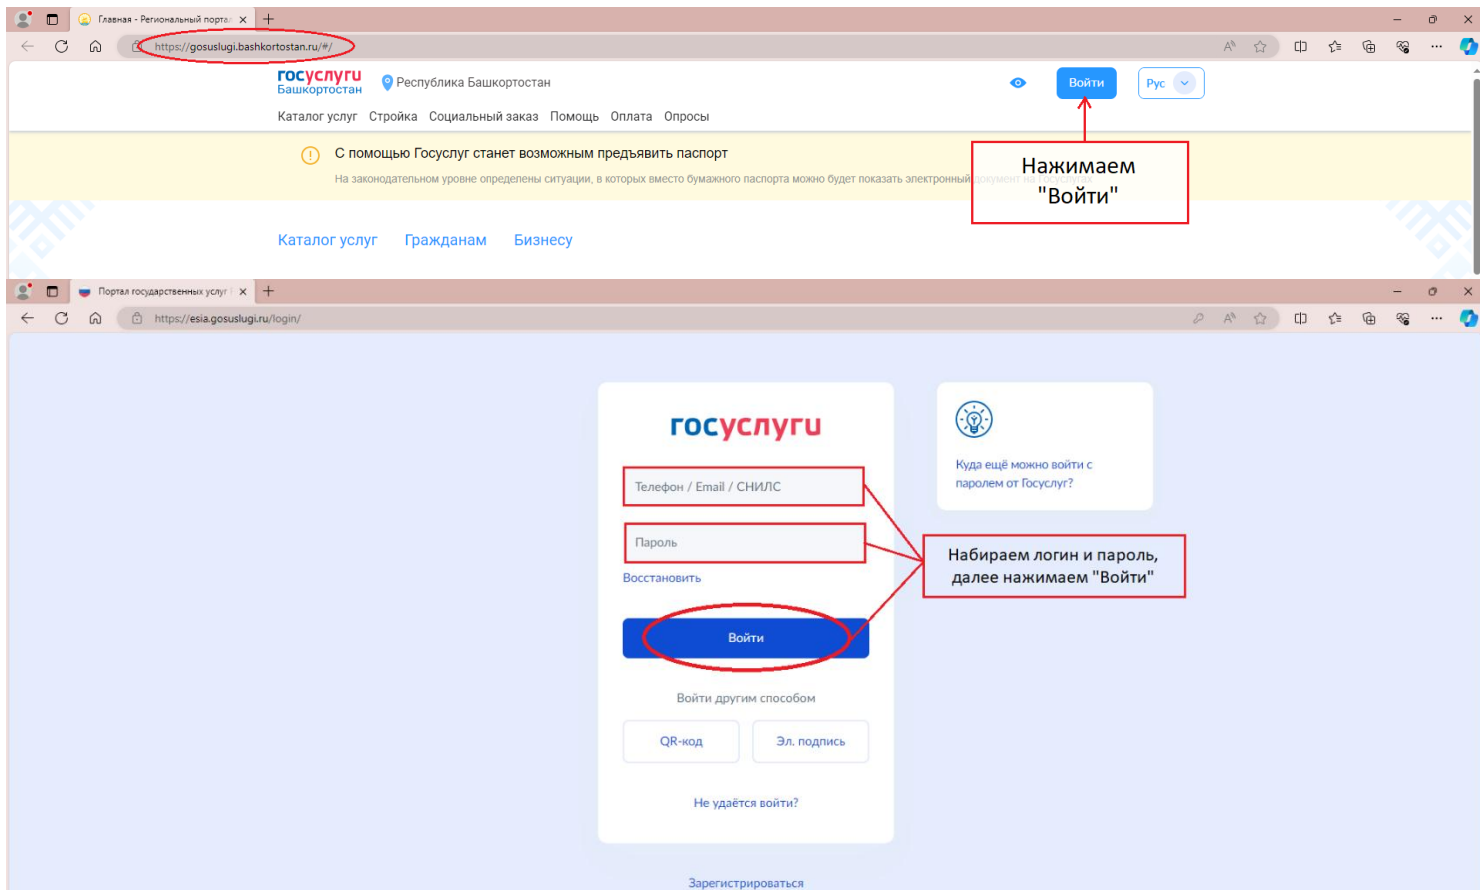 Главная - Региональный портал
https://gosuslugi.bashkortostan.ru/#/
госуслуги
Башкортостан
Республика Башкортостан
Войти
Рус
Каталог услуг Стройка Социальный заказ Помощь Оплата Опросы
С помощью Госуслуг станет возможным предъявить паспорт
На законодательном уровне определены ситуации, в которых вместо бумажного паспорта можно будет показать электронный документ на Госуслугах
Нажимаем
"Войти"
Каталог услуг Гражданам Бизнесу
Портал государственных услуг
https://esia.gosuslugi.ru/login/
госуслуги
Телефон / Email / СНИЛС
Пароль
Восстановить
Войти
Войти другим способом
QR-код Эл. подпись
Не удаётся войти?
Зарегистрироваться
Куда ещё можно войти с
паролем от Госуслуг?
Набираем логин и пароль,
далее нажимаем "Войти"